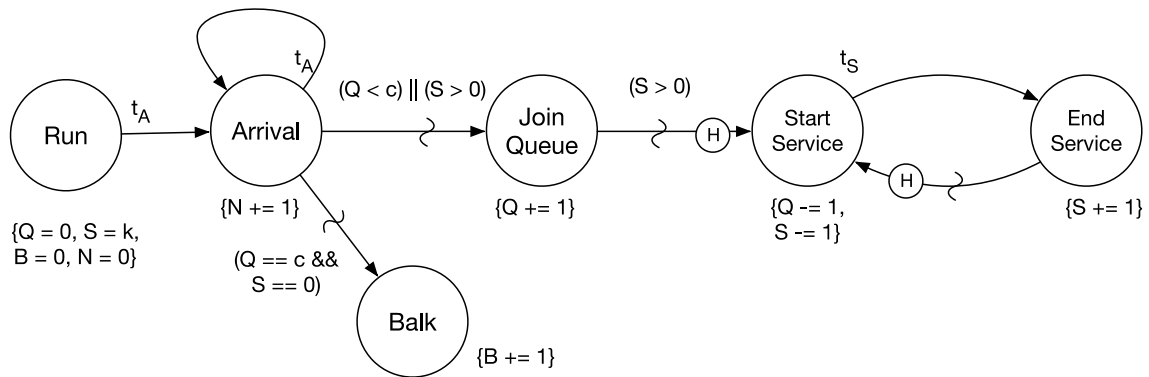 t_A
t_S
(Q < c) || (S > 0)
(S > 0)
Run
t_A
Arrival
Join
Queue
H
Start
Service
End
Service
H
{Q = 0, S = k,
B = 0, N = 0}
{N += 1}
{Q += 1}
{Q -= 1,
S -= 1}
{S += 1}
(Q == c &&
S == 0)
Balk
{B += 1}